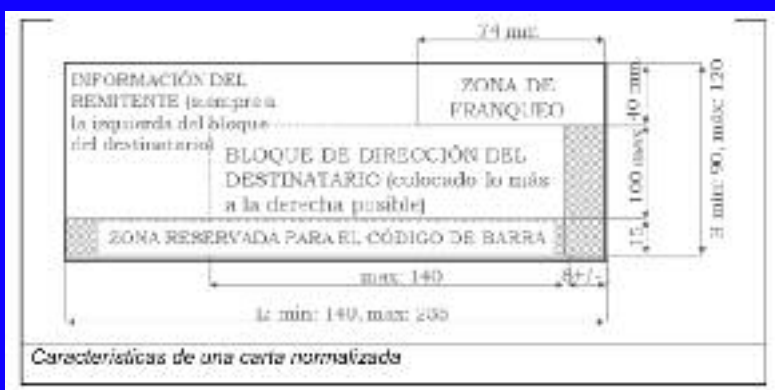 74 mm
INFORMACIÓN DEL
REMITENTE (siempre a
la izquierda del bloque
del destinatario)
ZONA DE
FRANQUEO
BLOQUE DE DIRECCIÓN DEL
DESTINATARIO (colocado lo más
a la derecha posible)
ZONA RESERVADA PARA EL CÓDIGO DE BARRA
40 mm
100 max
15
H min: 90, máx: 120
max: 140
8+/-
L: min: 140, max: 235
Características de una carta normalizada